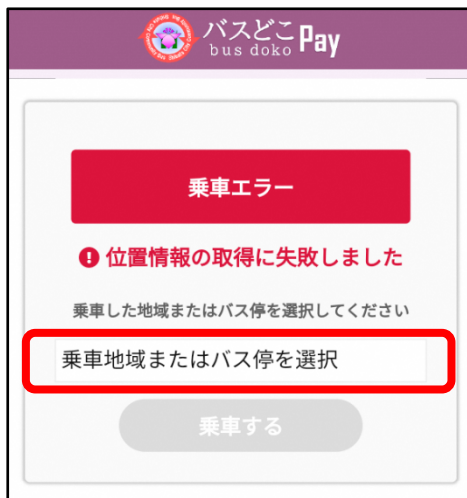 バスどこ Pay
bus doko
乗車エラー
位置情報の取得に失敗しました
乗車した地域またはバス停を選択してください
乗車地域またはバス停を選択
乗車する